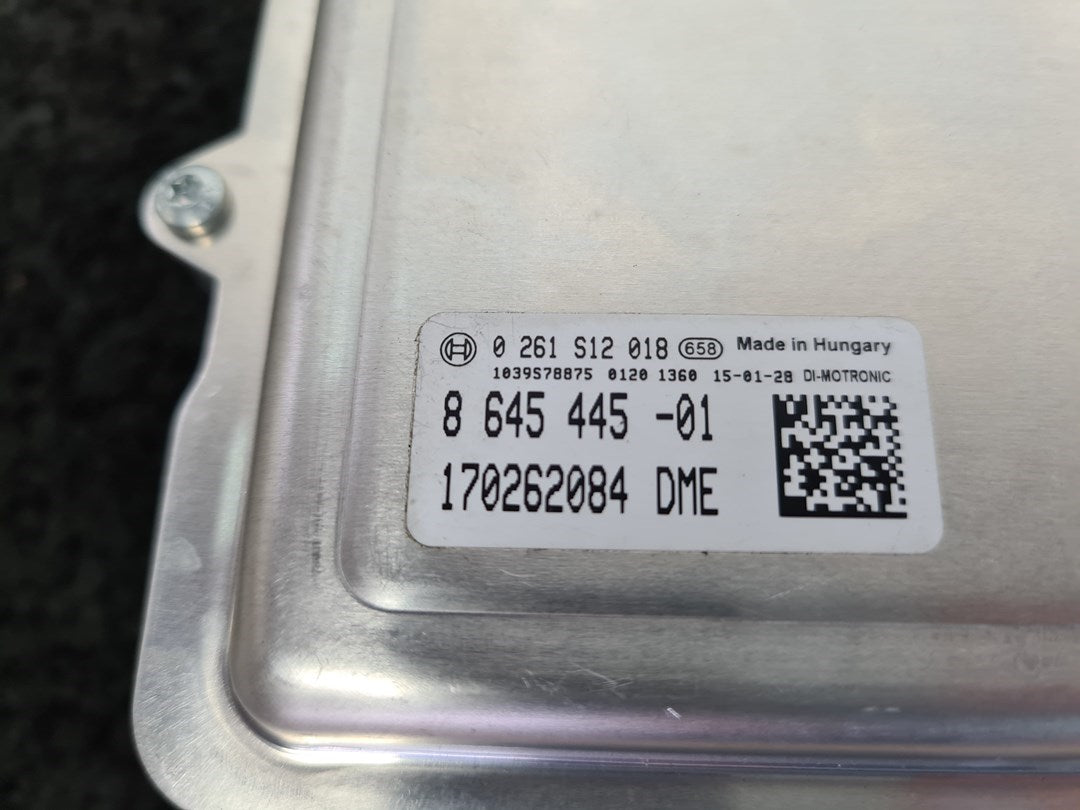 0 261 S12 018 658 Made in Hungary
1039S78875 0120 1360 15-01-28 DI-MOTRONIC
8 645 445 -01
170262084 DME